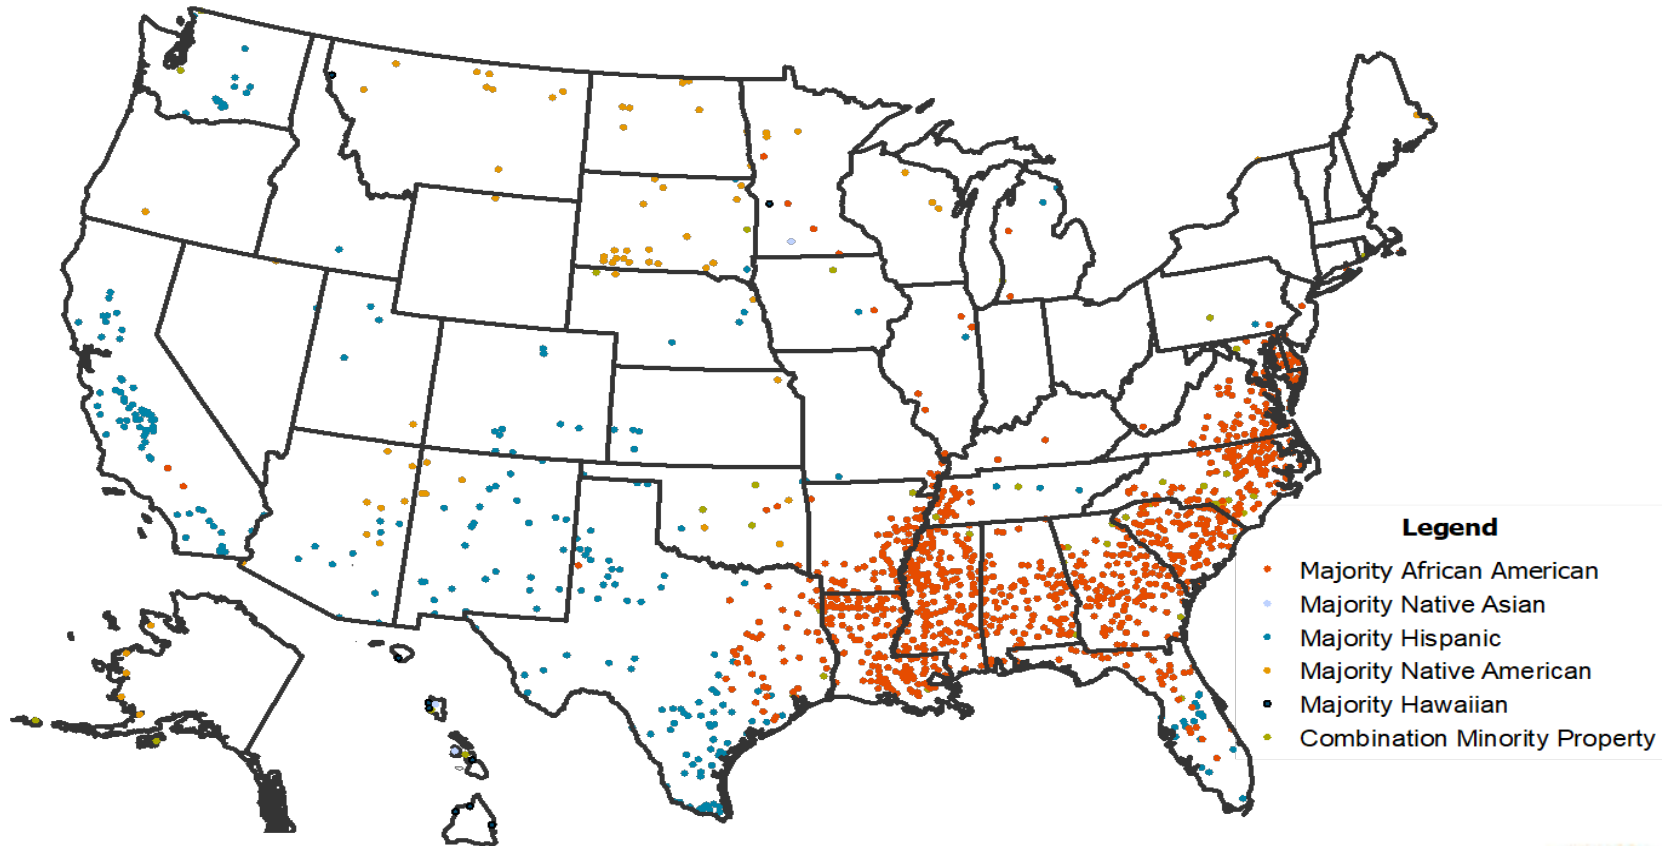 Legend
Majority African American
Majority Native Asian
Majority Hispanic
Majority Native American
Majority Hawaiian
Combination Minority Property